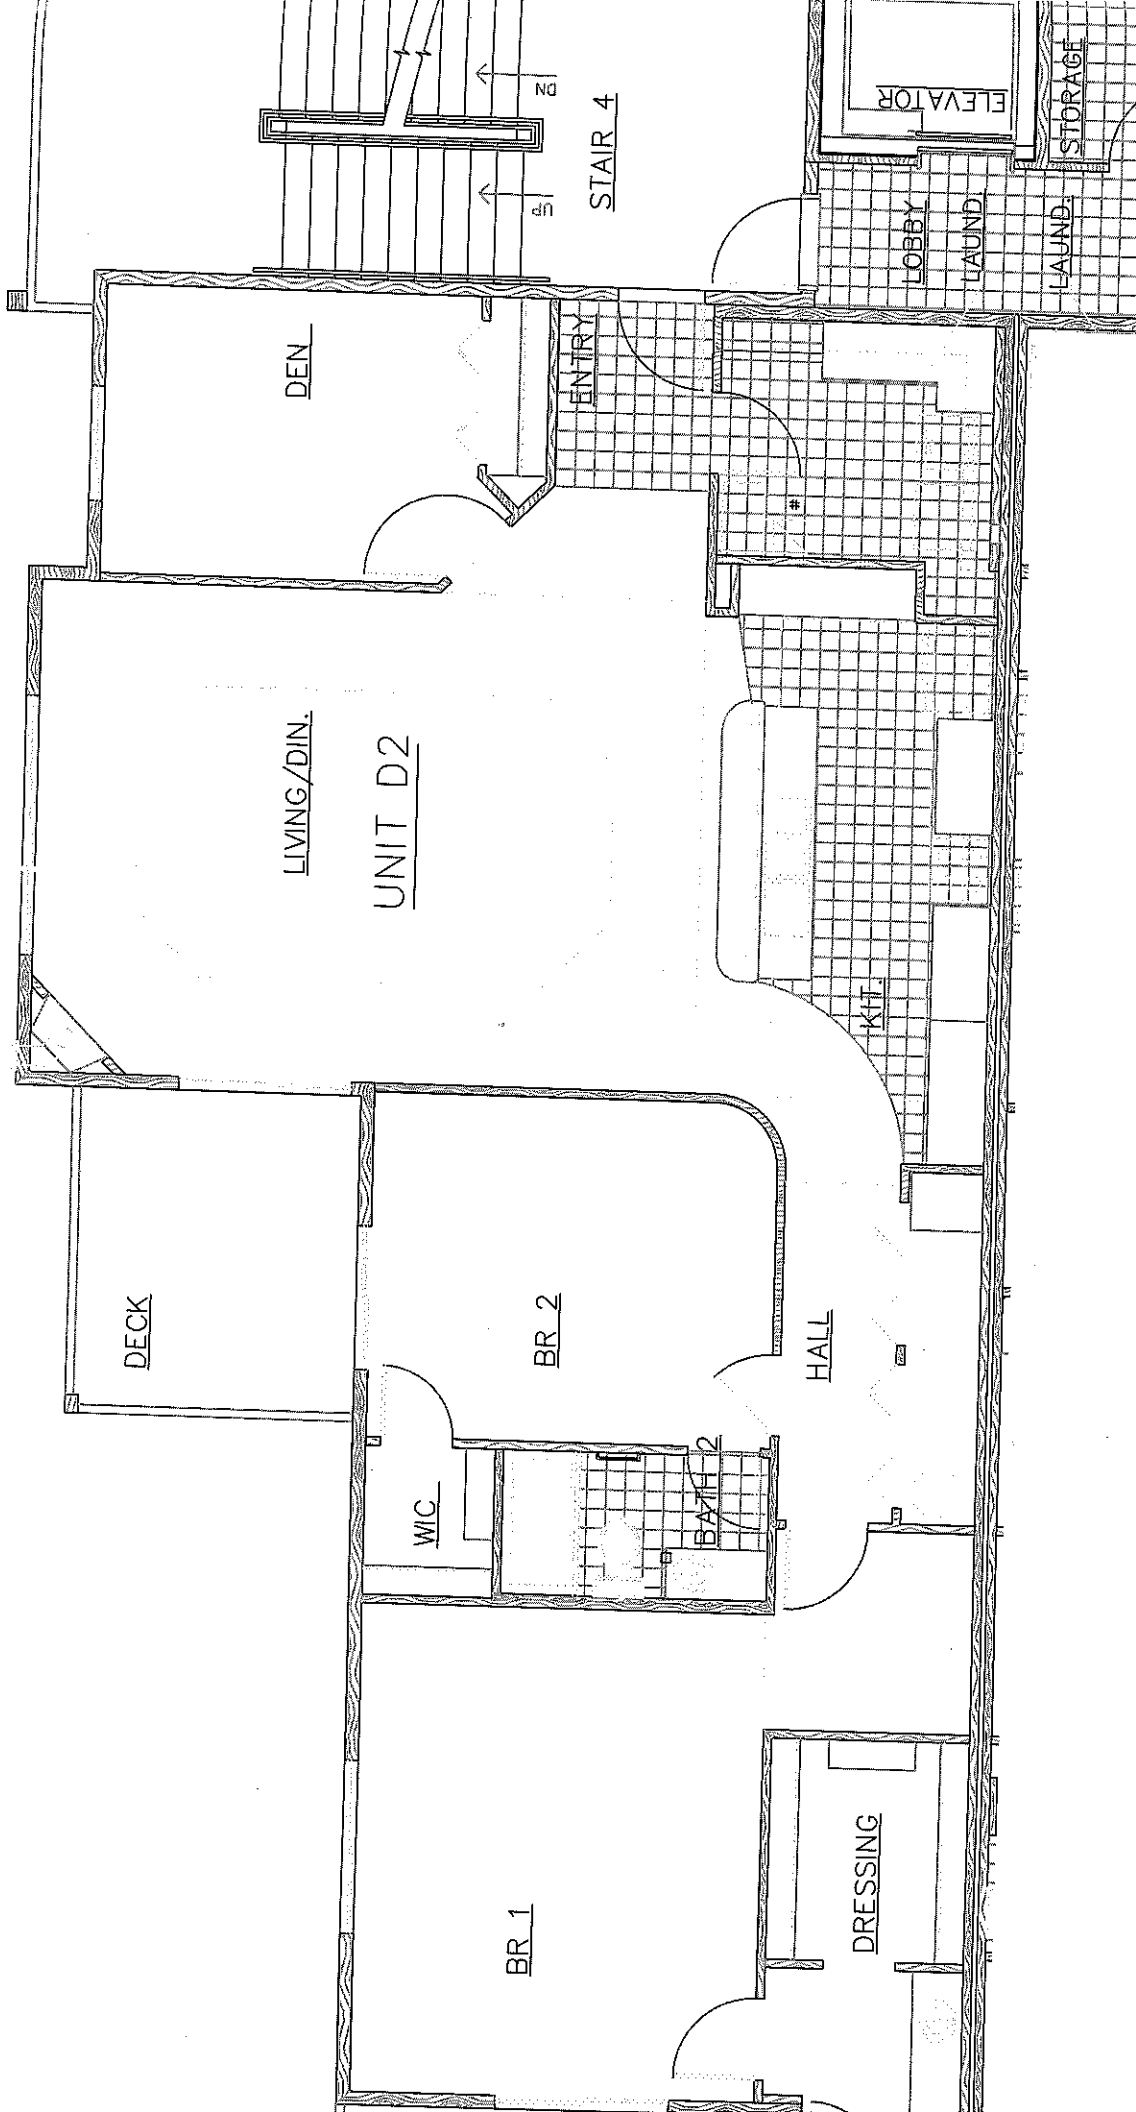 DN
UP
STAIR 4
ELEVATOR
STORAGE
LOBBY
LAUND.
LAUND.
DEN
ENTRY
#
LIVING/DIN.
UNIT D2
KIT.
DECK
BR 2
HALL
WIC
BATH 2
BR 1
DRESSING